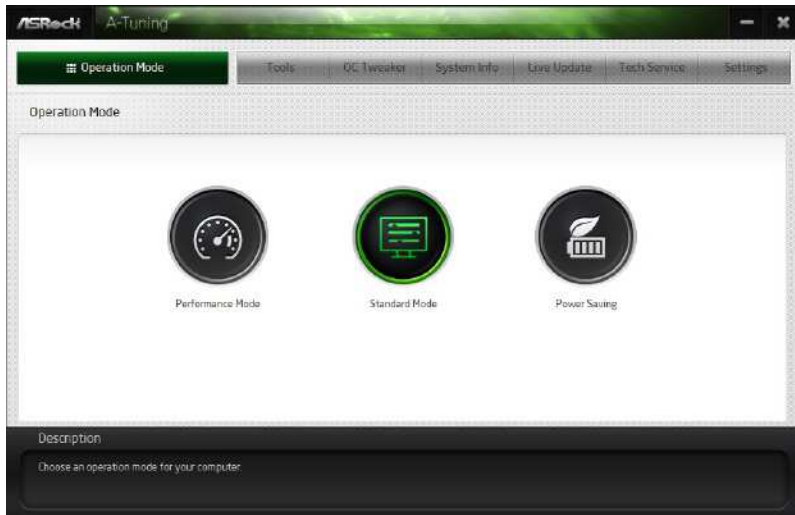 ASRock A-Tuning
Operation Mode Tools OC Tweaker System Info Live Update Tech Service Settings
Operation Mode
Performance Mode Standard Mode Power Saving
Description
Choose an operation mode for your computer.